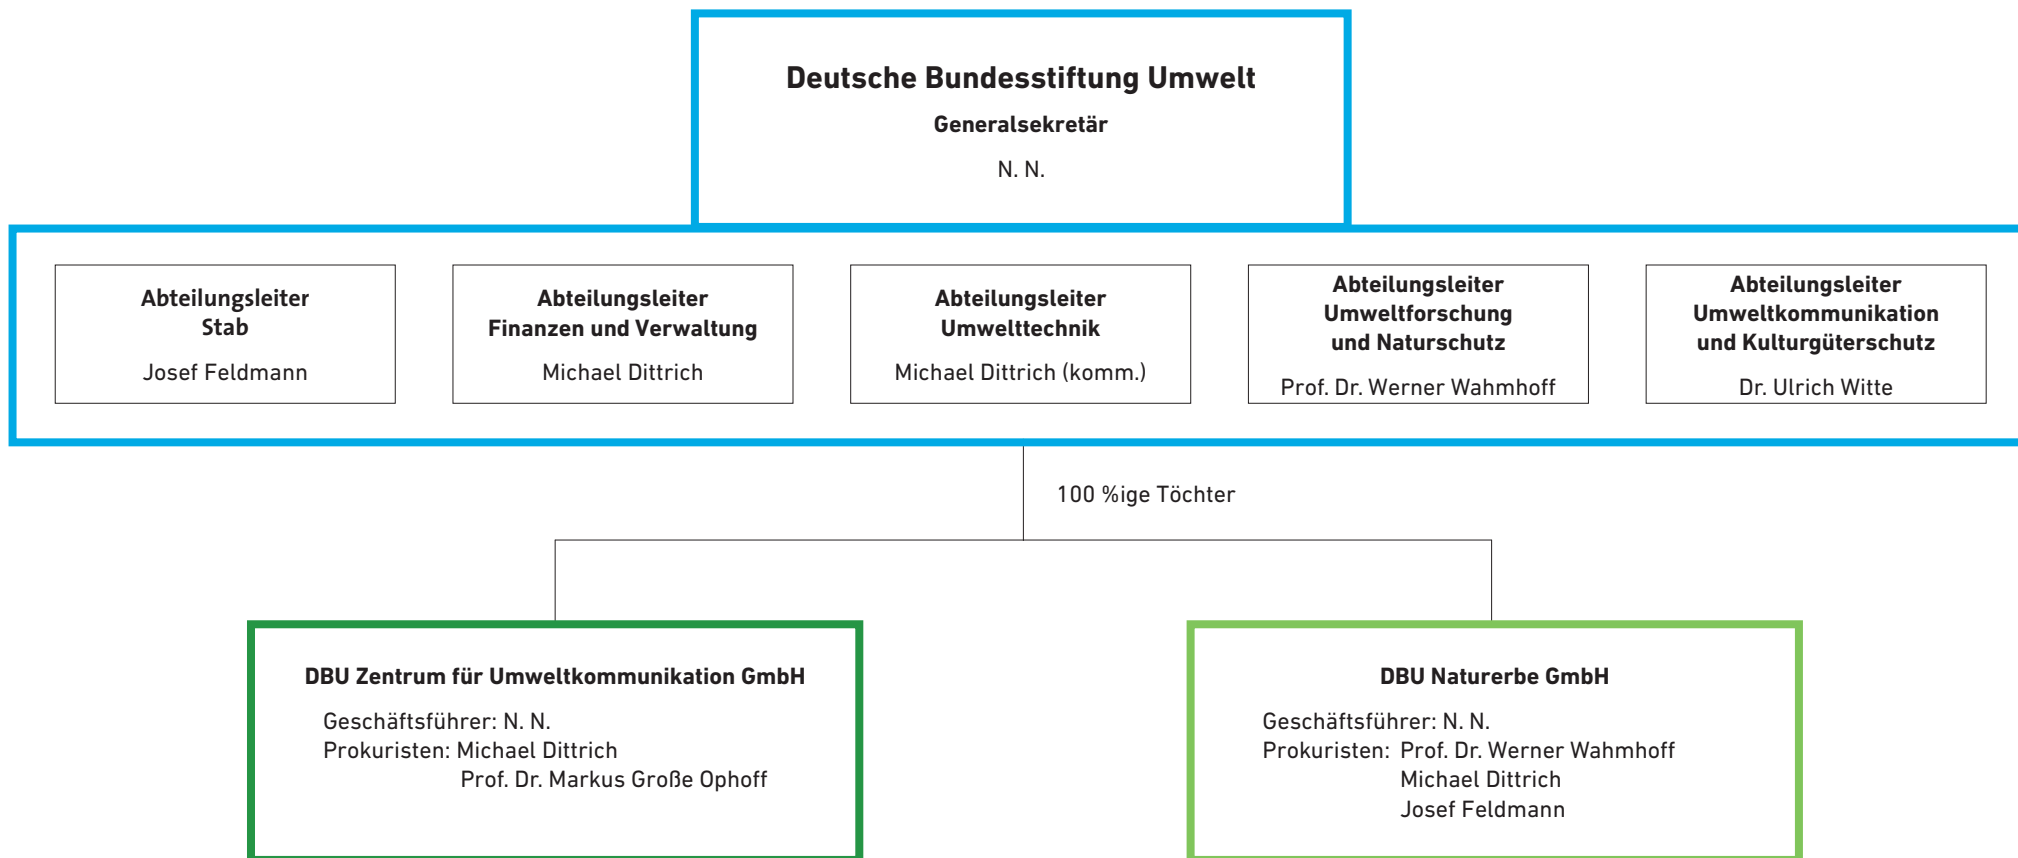 Deutsche Bundesstiftung Umwelt
Generalsekretär
N. N.
Abteilungsleiter
Stab
Josef Feldmann
Abteilungsleiter
Finanzen und Verwaltung
Michael Dittrich
Abteilungsleiter
Umwelttechnik
Michael Dittrich (komm.)
Abteilungsleiter
Umweltforschung
und Naturschutz
Prof. Dr. Werner Wahmhoff
Abteilungsleiter
Umweltkommunikation
und Kulturgüterschutz
Dr. Ulrich Witte
100 %ige Töchter
DBU Zentrum für Umweltkommunikation GmbH
Geschäftsführer: N. N.
Prokuristen: Michael Dittrich
Prof. Dr. Markus Große Ophoff
DBU Naturerbe GmbH
Geschäftsführer: N. N.
Prokuristen: Prof. Dr. Werner Wahmhoff
Michael Dittrich
Josef Feldmann